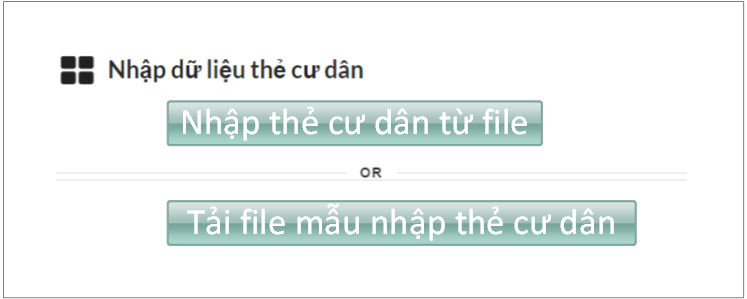 Nhập dữ liệu thẻ cư dân
Nhập thẻ cư dân từ file
OR
Tải file mẫu nhập thẻ cư dân